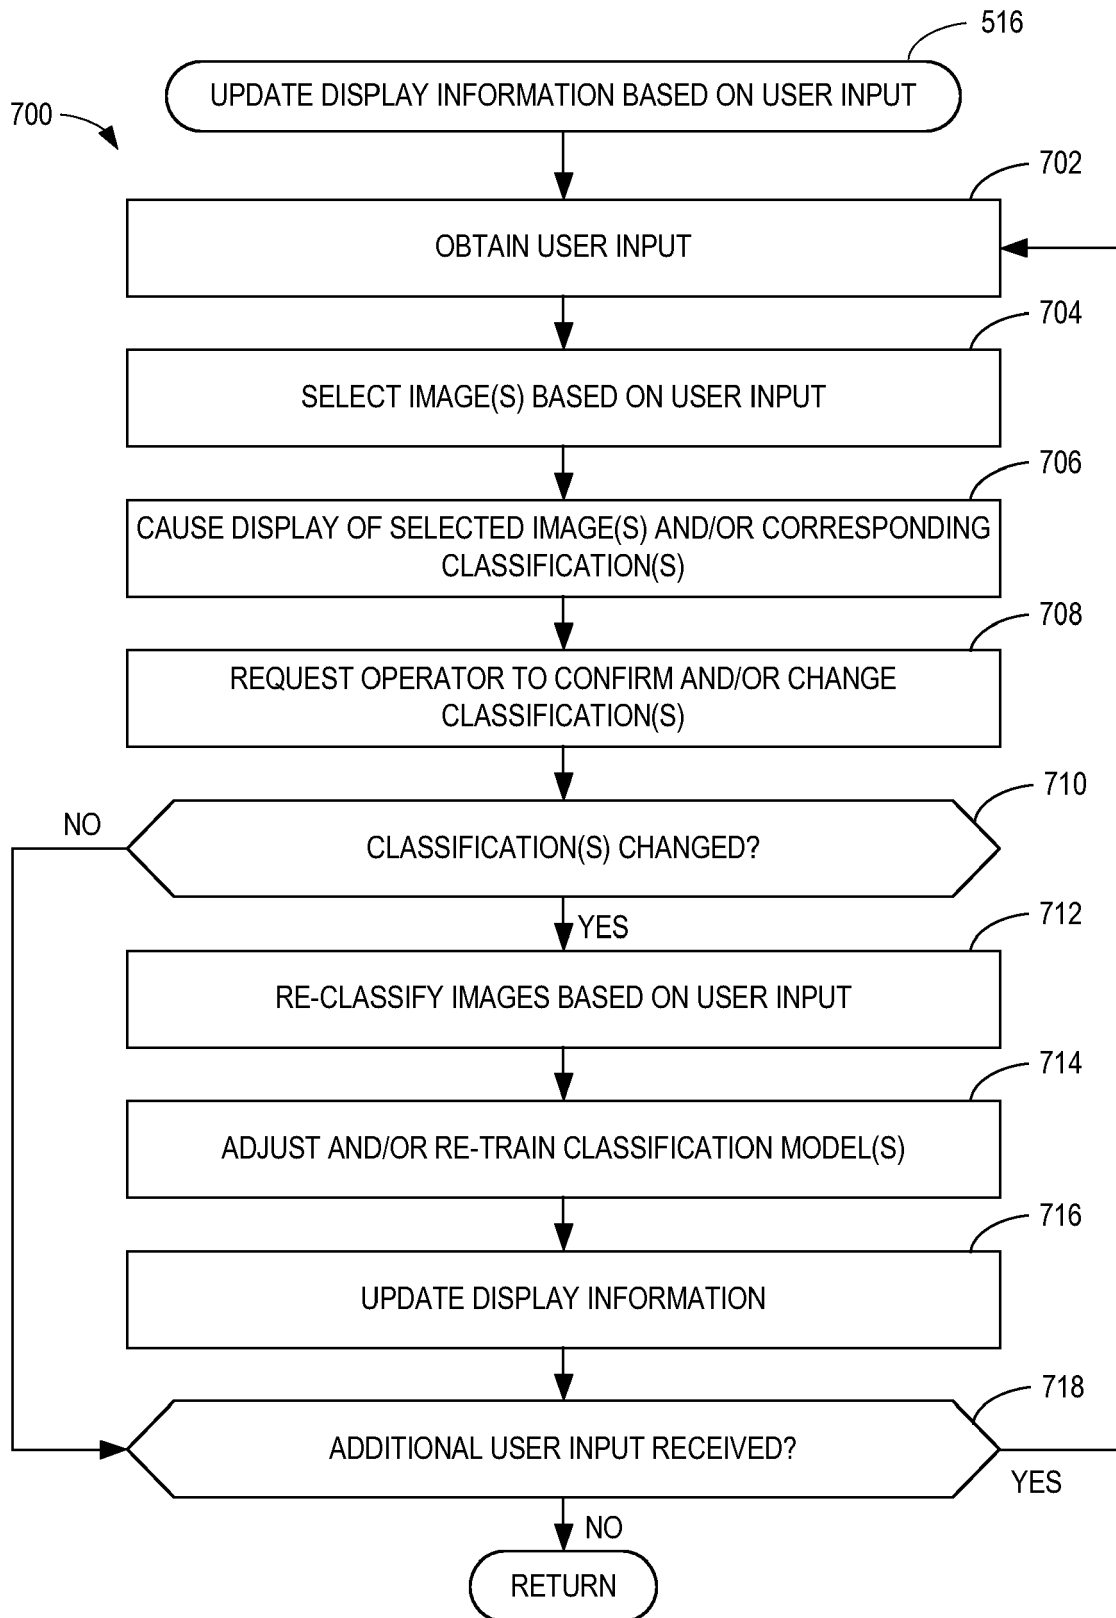 516
UPDATE DISPLAY INFORMATION BASED ON USER INPUT
700
702
OBTAIN USER INPUT
704
SELECT IMAGE(S) BASED ON USER INPUT
706
CAUSE DISPLAY OF SELECTED IMAGE(S) AND/OR CORRESPONDING
CLASSIFICATION(S)
708
REQUEST OPERATOR TO CONFIRM AND/OR CHANGE
CLASSIFICATION(S)
710
NO
CLASSIFICATION(S) CHANGED?
YES
712
RE-CLASSIFY IMAGES BASED ON USER INPUT
714
ADJUST AND/OR RE-TRAIN CLASSIFICATION MODEL(S)
716
UPDATE DISPLAY INFORMATION
718
ADDITIONAL USER INPUT RECEIVED?
YES
NO
RETURN